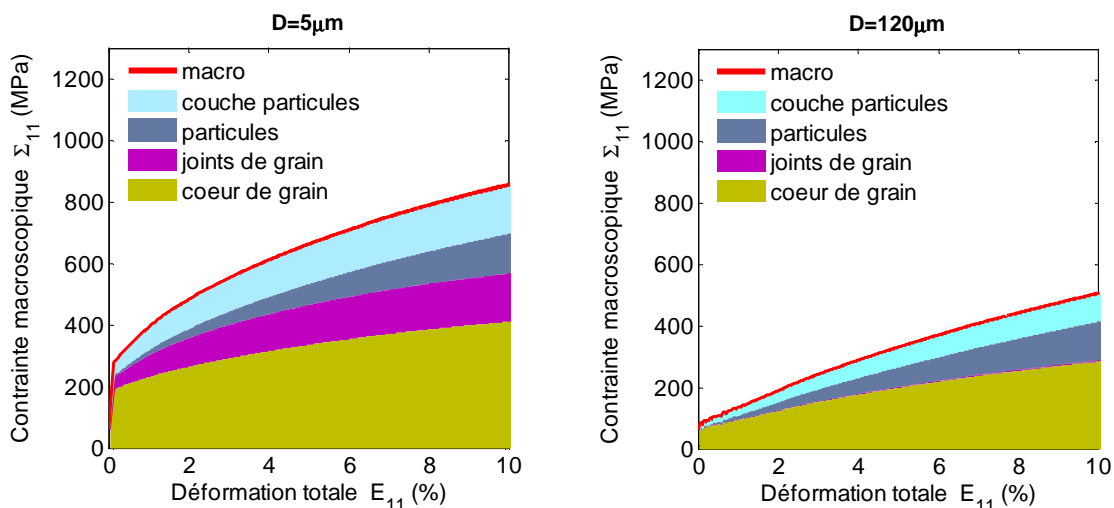 D=5μm
Contrainte macroscopique Σ11 (MPa)
1200
1000
800
600
400
200
0
macro
couche particules
particules
joints de grain
coeur de grain
0 2 4 6 8 10
Déformation totale E11 (%)
D=120μm
Contrainte macroscopique Σ11 (MPa)
1200
1000
800
600
400
200
0
macro
couche particules
particules
joints de grain
coeur de grain
0 2 4 6 8 10
Déformation totale E11 (%)